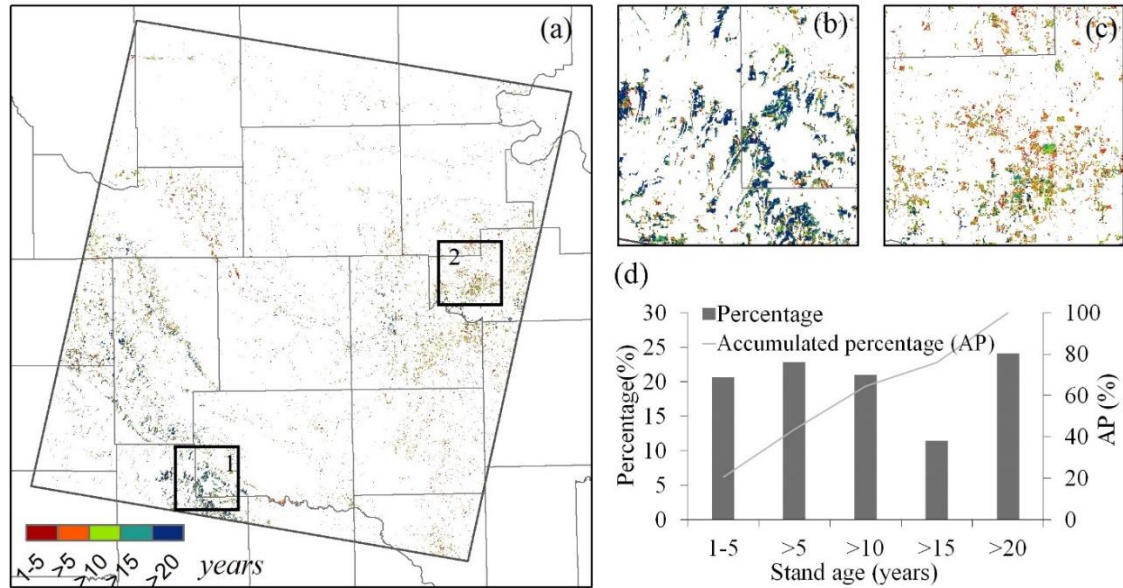 (a)
(b)
(c)
2
1
1-5
>5
>10
>15
>20
years
(d)
Percentage
Accumulated percentage (AP)
30
25
20
15
10
5
0
Percentage(%)
100
80
60
40
20
0
AP (%)
1-5 >5 >10 >15 >20
Stand age (years)